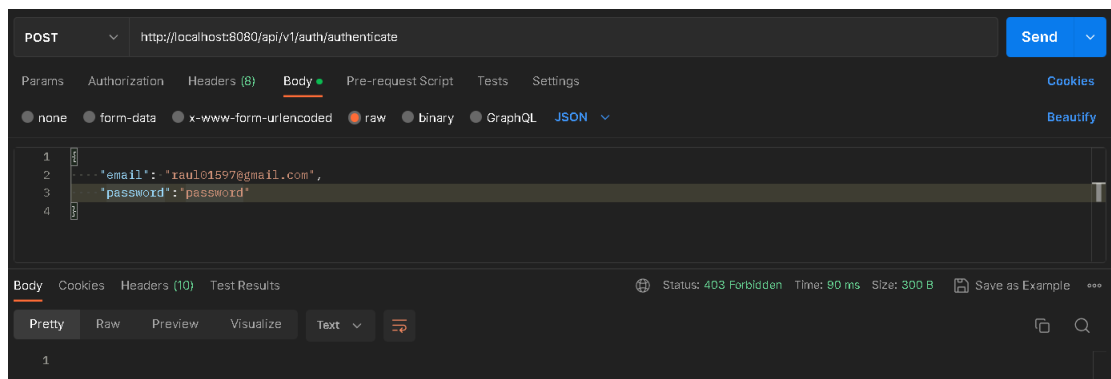 POST http://localhost:8080/api/v1/auth/authenticate Send
Params Authorization Headers (8) Body Pre-request Script Tests Settings Cookies
none form-data x-www-form-urlencoded raw binary GraphQL JSON Beautify
1 {
2 "email": "raul01597@gmail.com",
3 "password":"password"
4 }
Body Cookies Headers (10) Test Results Status: 403 Forbidden Time: 90 ms Size: 300 B Save as Example
Pretty Raw Preview Visualize Text
1